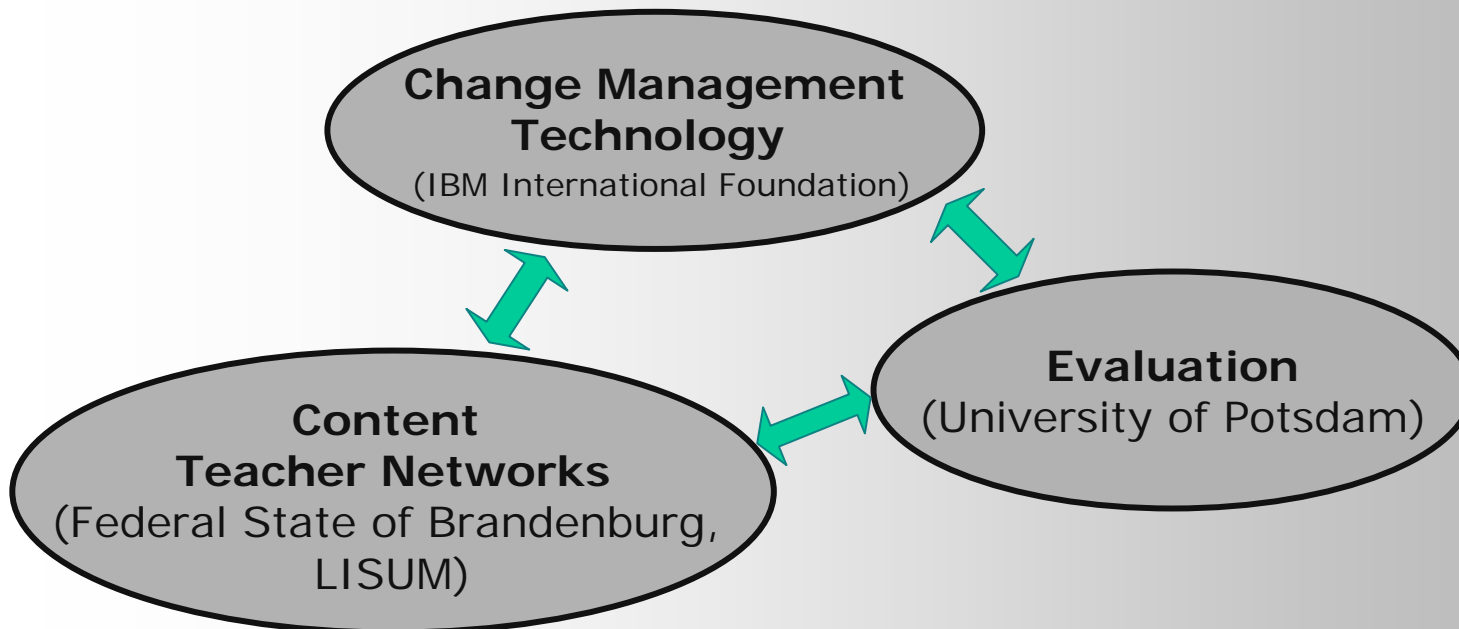 Change Management
Technology
(IBM International Foundation)
Content
Teacher Networks
(Federal State of Brandenburg,
LISUM)
Evaluation
(University of Potsdam)